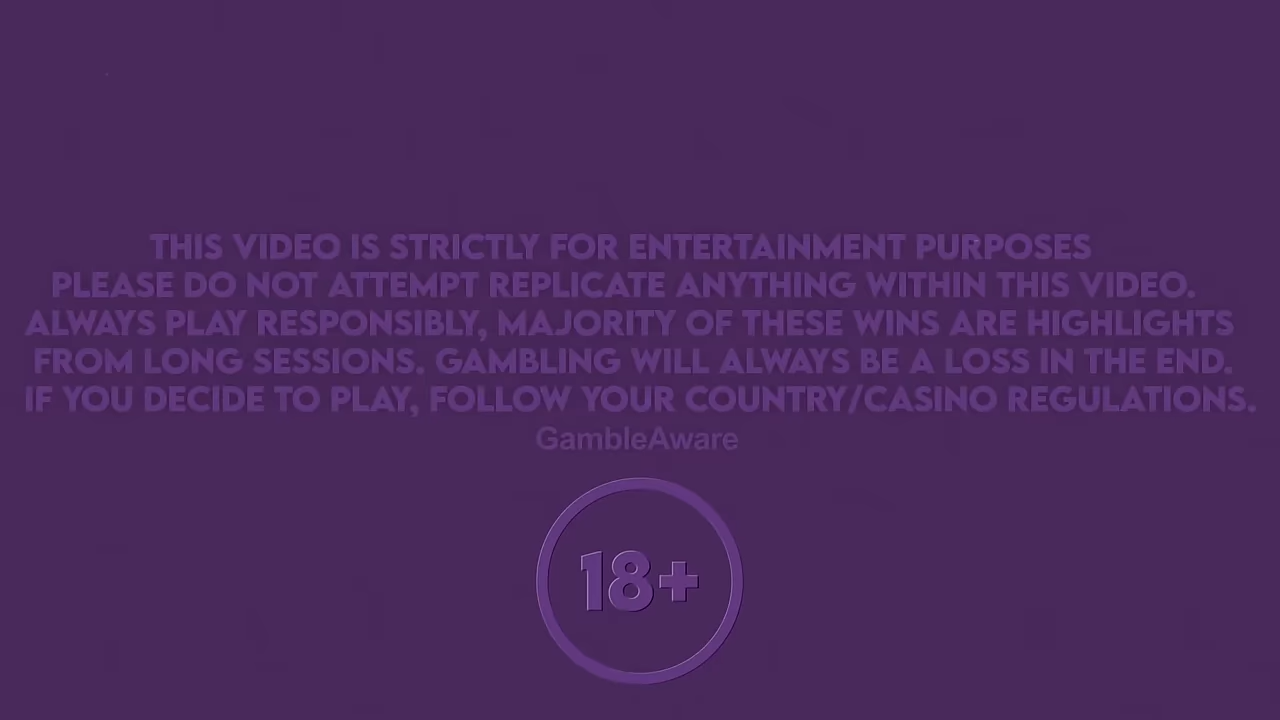 THIS VIDEO IS STRICTLY FOR ENTERTAINMENT PURPOSES
PLEASE DO NOT ATTEMPT REPLICATE ANYTHING WITHIN THIS VIDEO.
ALWAYS PLAY RESPONSIBLY, MAJORITY OF THESE WINS ARE HIGHLIGHTS
FROM LONG SESSIONS. GAMBLING WILL ALWAYS BE A LOSS IN THE END.
IF YOU DECIDE TO PLAY, FOLLOW YOUR COUNTRY/CASINO REGULATIONS.
GambleAware
18+